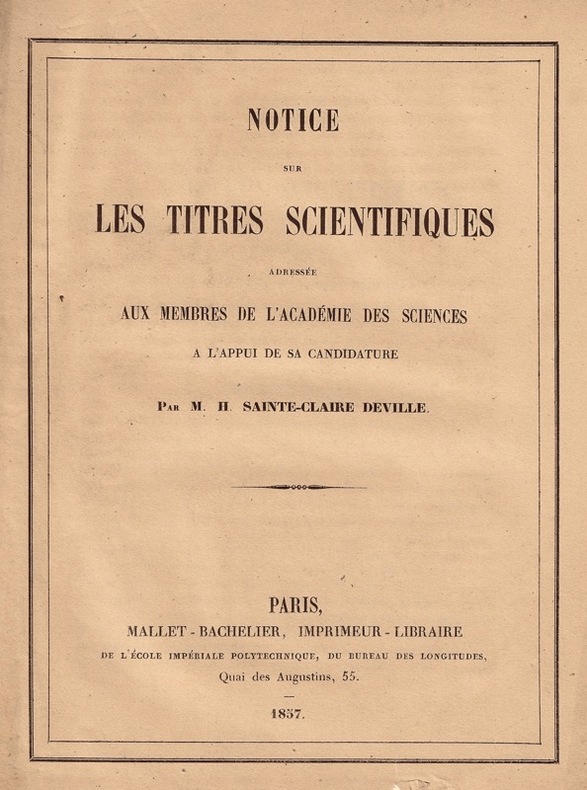 NOTICE
SUR
LES TITRES SCIENTIFIQUES
ADRESSÉE
AUX MEMBRES DE L'ACADÉMIE DES SCIENCES
A L'APPUI DE SA CANDIDATURE
PAR M. H. SAINTE-CLAIRE DEVILLE.
PARIS,
MALLET-BACHELIER, IMPRIMEUR-LIBRAIRE
DE L'ÉCOLE IMPÉRIALE POLYTECHNIQUE, DU BUREAU DES LONGITUDES,
Quai des Augustins, 55.
1857.